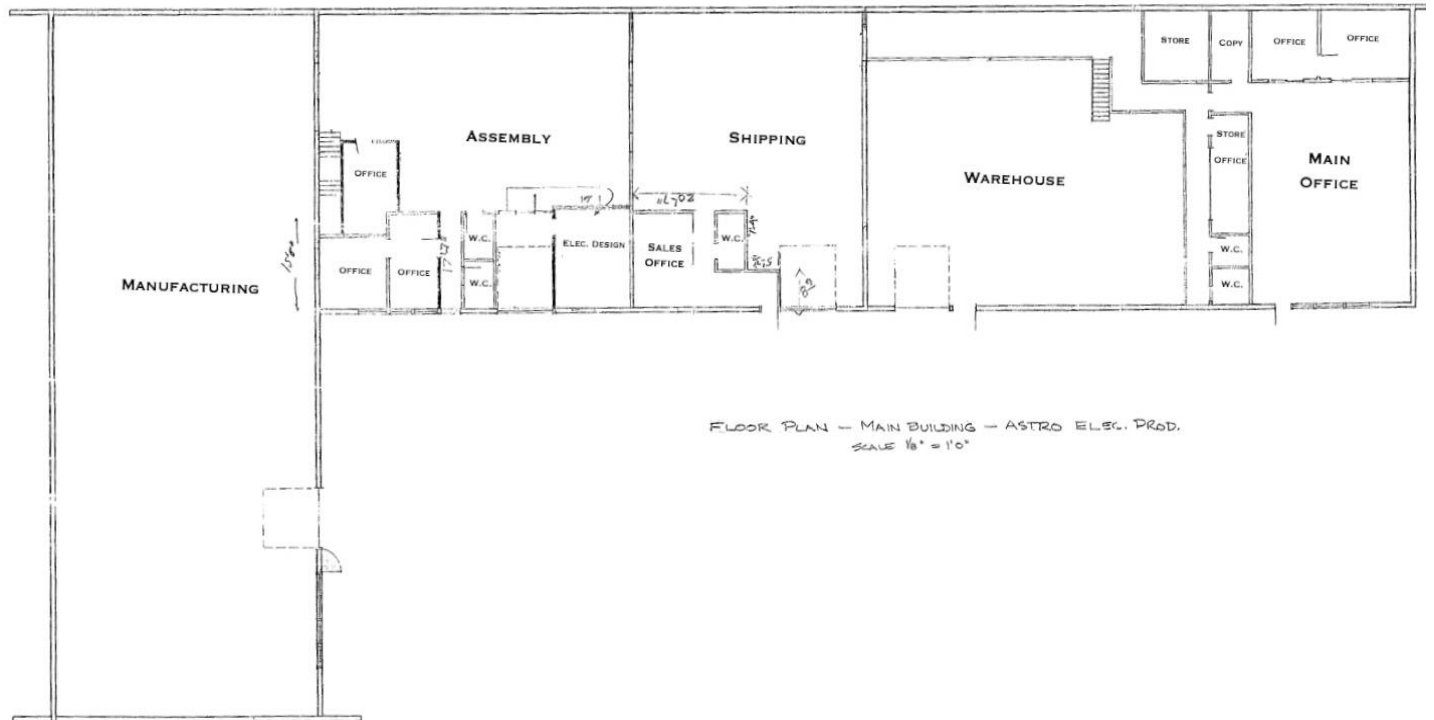 STORE
COPY
OFFICE
OFFICE
ASSEMBLY
SHIPPING
STORE
OFFICE
MAIN
OFFICE
OFFICE
WAREHOUSE
W.C.
ELEC. DESIGN
SALES
OFFICE
W.C.
W.C.
OFFICE
OFFICE
W.C.
W.C.
MANUFACTURING
FLOOR PLAN – MAIN BUILDING – ASTRO ELEC. PROD.
SCALE 1/8" = 1'0"